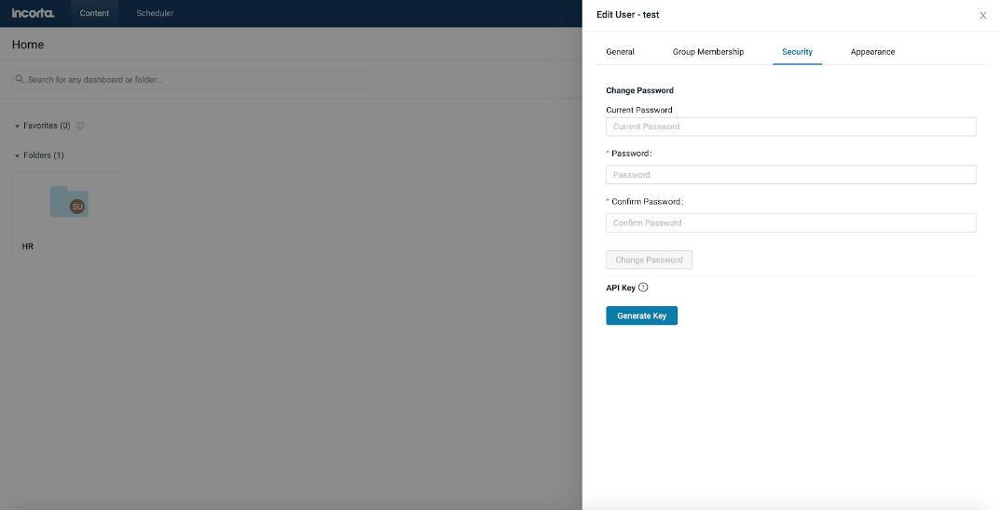 incorta.
Content
Scheduler
Home
Search for any dashboard or folder...
Favorites (0)
Folders (1)
SU
HR
Edit User - test
X
General
Group Membership
Security
Appearance
Change Password
Current Password
Current Password
* Password:
Password
* Confirm Password:
Confirm Password
Change Password
API Key
Generate Key